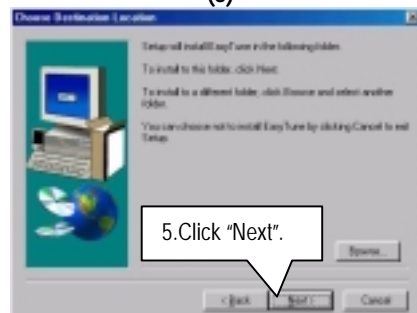 Choose Destination Location
Setup will install EasyTune in the following folder.
To install to this folder, click Next.
To install to a different folder, click Browse and select another
folder.
You can choose not to install EasyTune by clicking Cancel to exit
Setup.
5.Click “Next”.
Browse...
< Back
Next >
Cancel